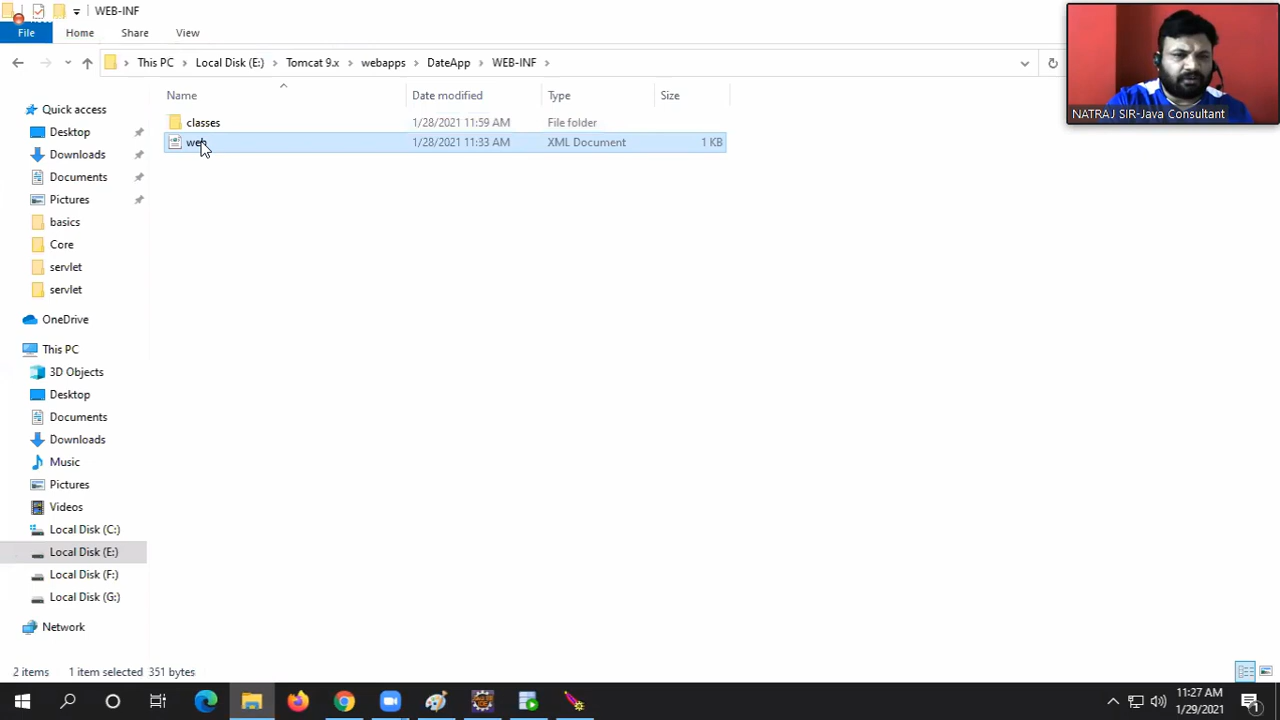 WEB-INF
File Home Share View
This PC Local Disk (E:) Tomcat 9.x webapps DateApp WEB-INF
Name Date modified Type Size
classes 1/28/2021 11:59 AM File folder
web 1/28/2021 11:33 AM XML Document 1 KB
Quick access
Desktop
Downloads
Documents
Pictures
basics
Core
servlet
servlet
OneDrive
This PC
3D Objects
Desktop
Documents
Downloads
Music
Pictures
Videos
Local Disk (C:)
Local Disk (E:)
Local Disk (F:)
Local Disk (G:)
Network
2 items 1 item selected 351 bytes
NATRAJ SIR-Java Consultant
11:27 AM
1/29/2021
1